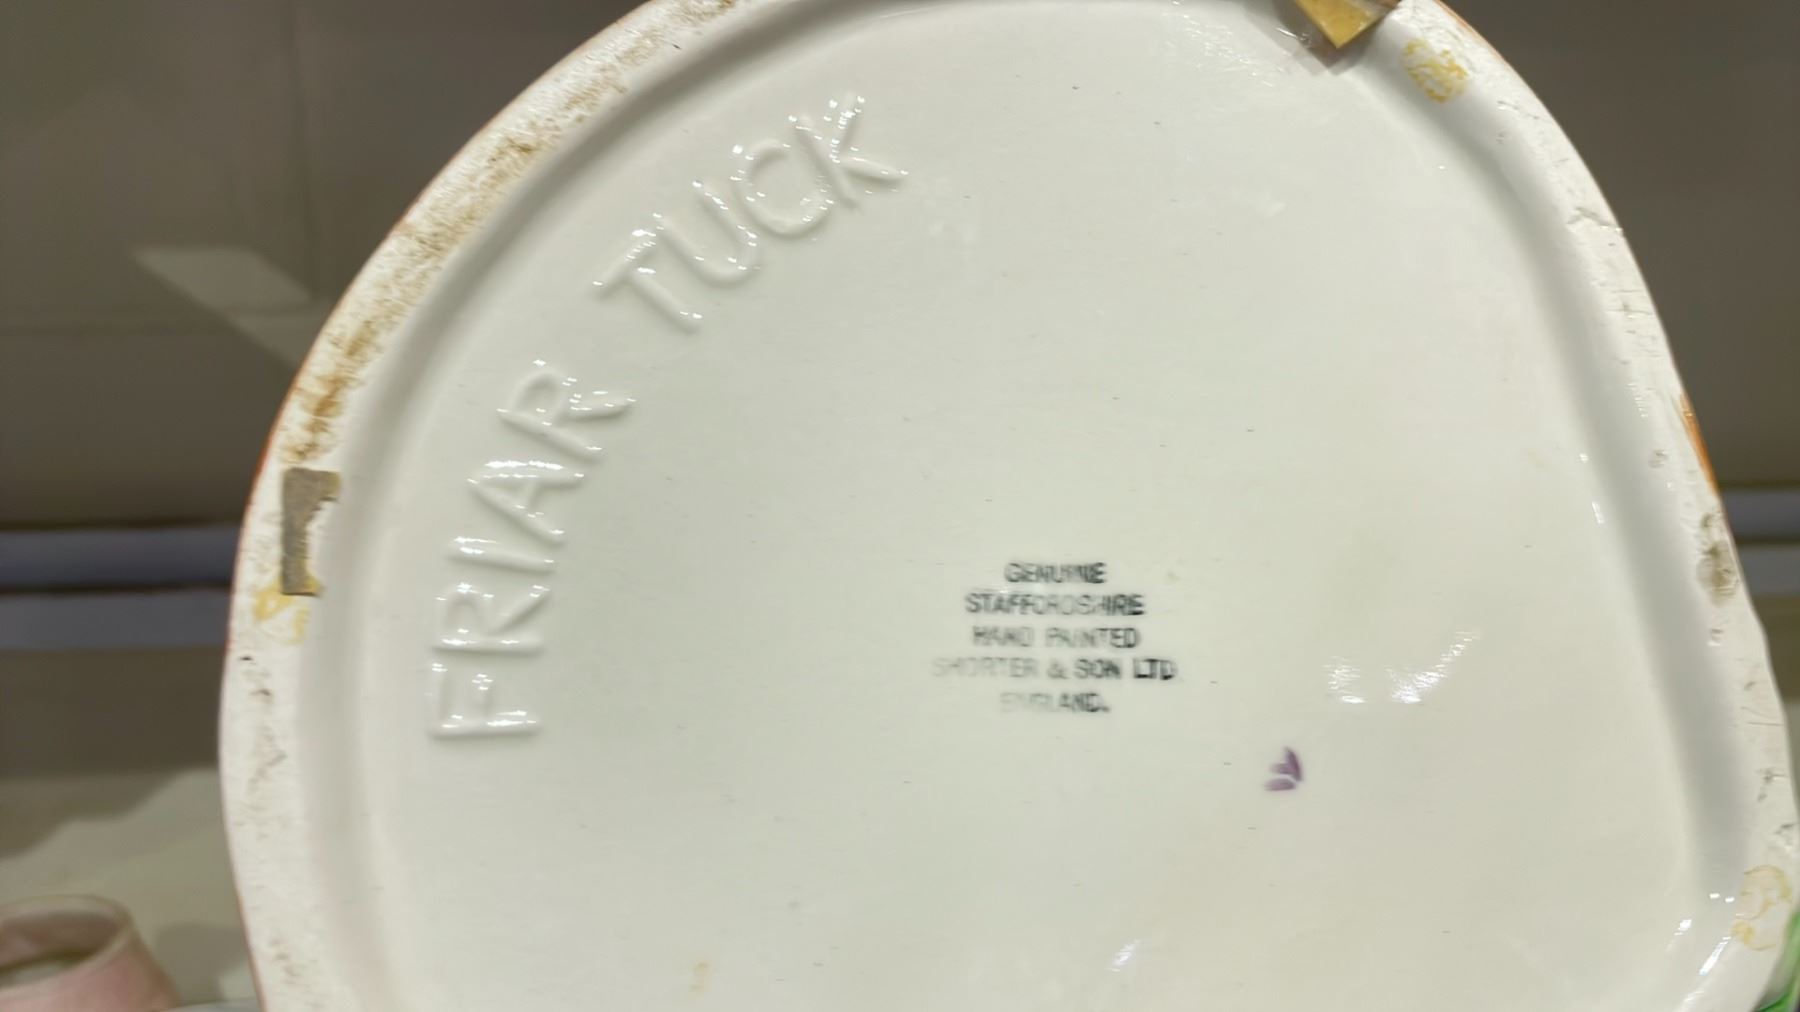 FRIAR TUCK
GENUINE
STAFFORDSHIRE
HAND PAINTED
SHORTER & SON LTD
ENGLAND.